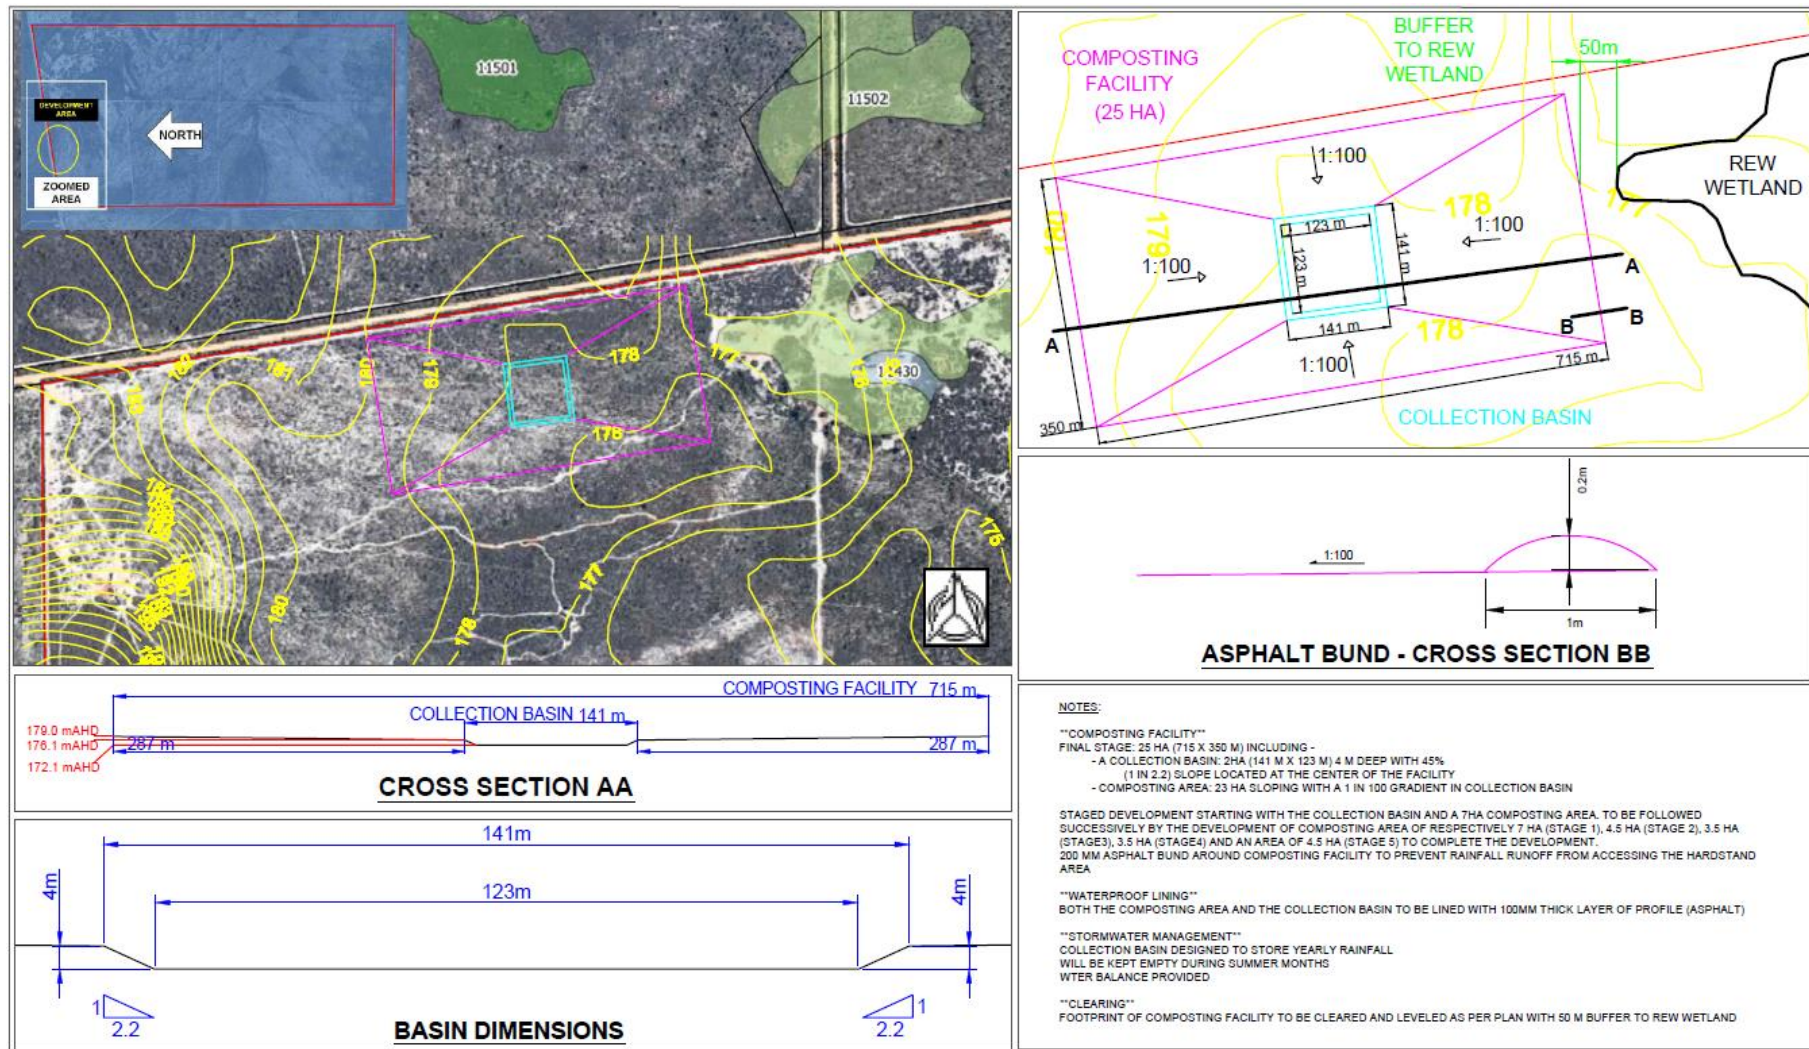 DEVELOPMENT
AREA
NORTH
ZOOMED
AREA
11501
11502
181
180
179
178
177
178
180
178
177
176
175
COMPOSTING
FACILITY
(25 HA)
BUFFER
TO REW
WETLAND
50m
REW
WETLAND
1:100
180
179
178
177
1:100
1:100
123 m
123 m
141 m
141 m
178
A
A
B
B
1:100
715 m
350 m
COLLECTION BASIN
0.2m
1:100
1m
ASPHALT BUND - CROSS SECTION BB
COMPOSTING FACILITY 715 m
COLLECTION BASIN 141 m
179.0 mAHD
176.1 mAHD
172.1 mAHD
287 m
287 m
CROSS SECTION AA
141m
123m
4m
4m
1
2.2
1
2.2
BASIN DIMENSIONS
NOTES:
**COMPOSTING FACILITY**
FINAL STAGE: 25 HA (715 X 350 M) INCLUDING -
- A COLLECTION BASIN: 2HA (141 M X 123 M) 4 M DEEP WITH 45%
(1 IN 2.2) SLOPE LOCATED AT THE CENTER OF THE FACILITY
- COMPOSTING AREA: 23 HA SLOPING WITH A 1 IN 100 GRADIENT IN COLLECTION BASIN
STAGED DEVELOPMENT STARTING WITH THE COLLECTION BASIN AND A 7HA COMPOSTING AREA. TO BE FOLLOWED
SUCCESSIVELY BY THE DEVELOPMENT OF COMPOSTING AREA OF RESPECTIVELY 7 HA (STAGE 1), 4.5 HA (STAGE 2), 3.5 HA
(STAGE3), 3.5 HA (STAGE4) AND AN AREA OF 4.5 HA (STAGE 5) TO COMPLETE THE DEVELOPMENT.
200 MM ASPHALT BUND AROUND COMPOSTING FACILITY TO PREVENT RAINFALL RUNOFF FROM ACCESSING THE HARDSTAND
AREA
**WATERPROOF LINING**
BOTH THE COMPOSTING AREA AND THE COLLECTION BASIN TO BE LINED WITH 100MM THICK LAYER OF PROFILE (ASPHALT)
**STORMWATER MANAGEMENT**
COLLECTION BASIN DESIGNED TO STORE YEARLY RAINFALL
WILL BE KEPT EMPTY DURING SUMMER MONTHS
WTER BALANCE PROVIDED
**CLEARING**
FOOTPRINT OF COMPOSTING FACILITY TO BE CLEARED AND LEVELED AS PER PLAN WITH 50 M BUFFER TO REW WETLAND